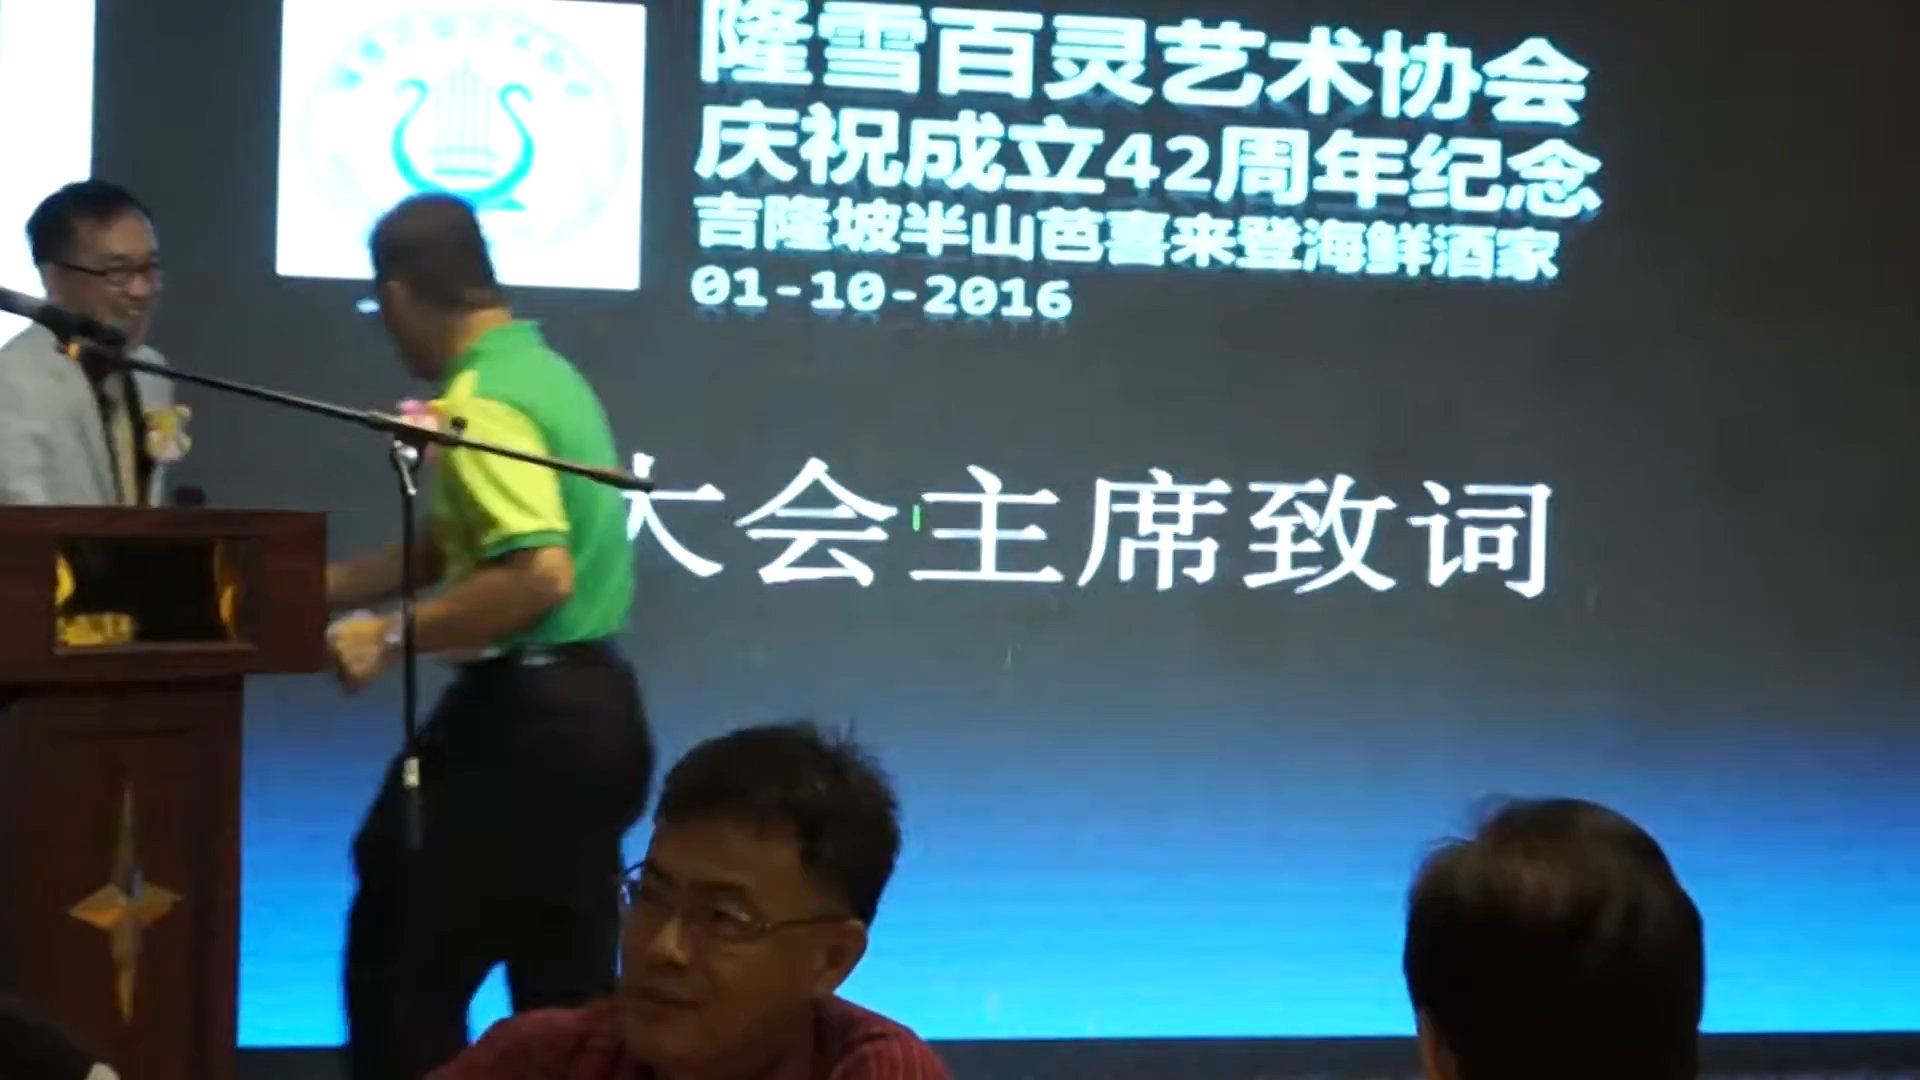 隆雪百灵艺术协会
庆祝成立42周年纪念
吉隆坡半山芭喜来登海鲜酒家
01-10-2016
大会主席致词